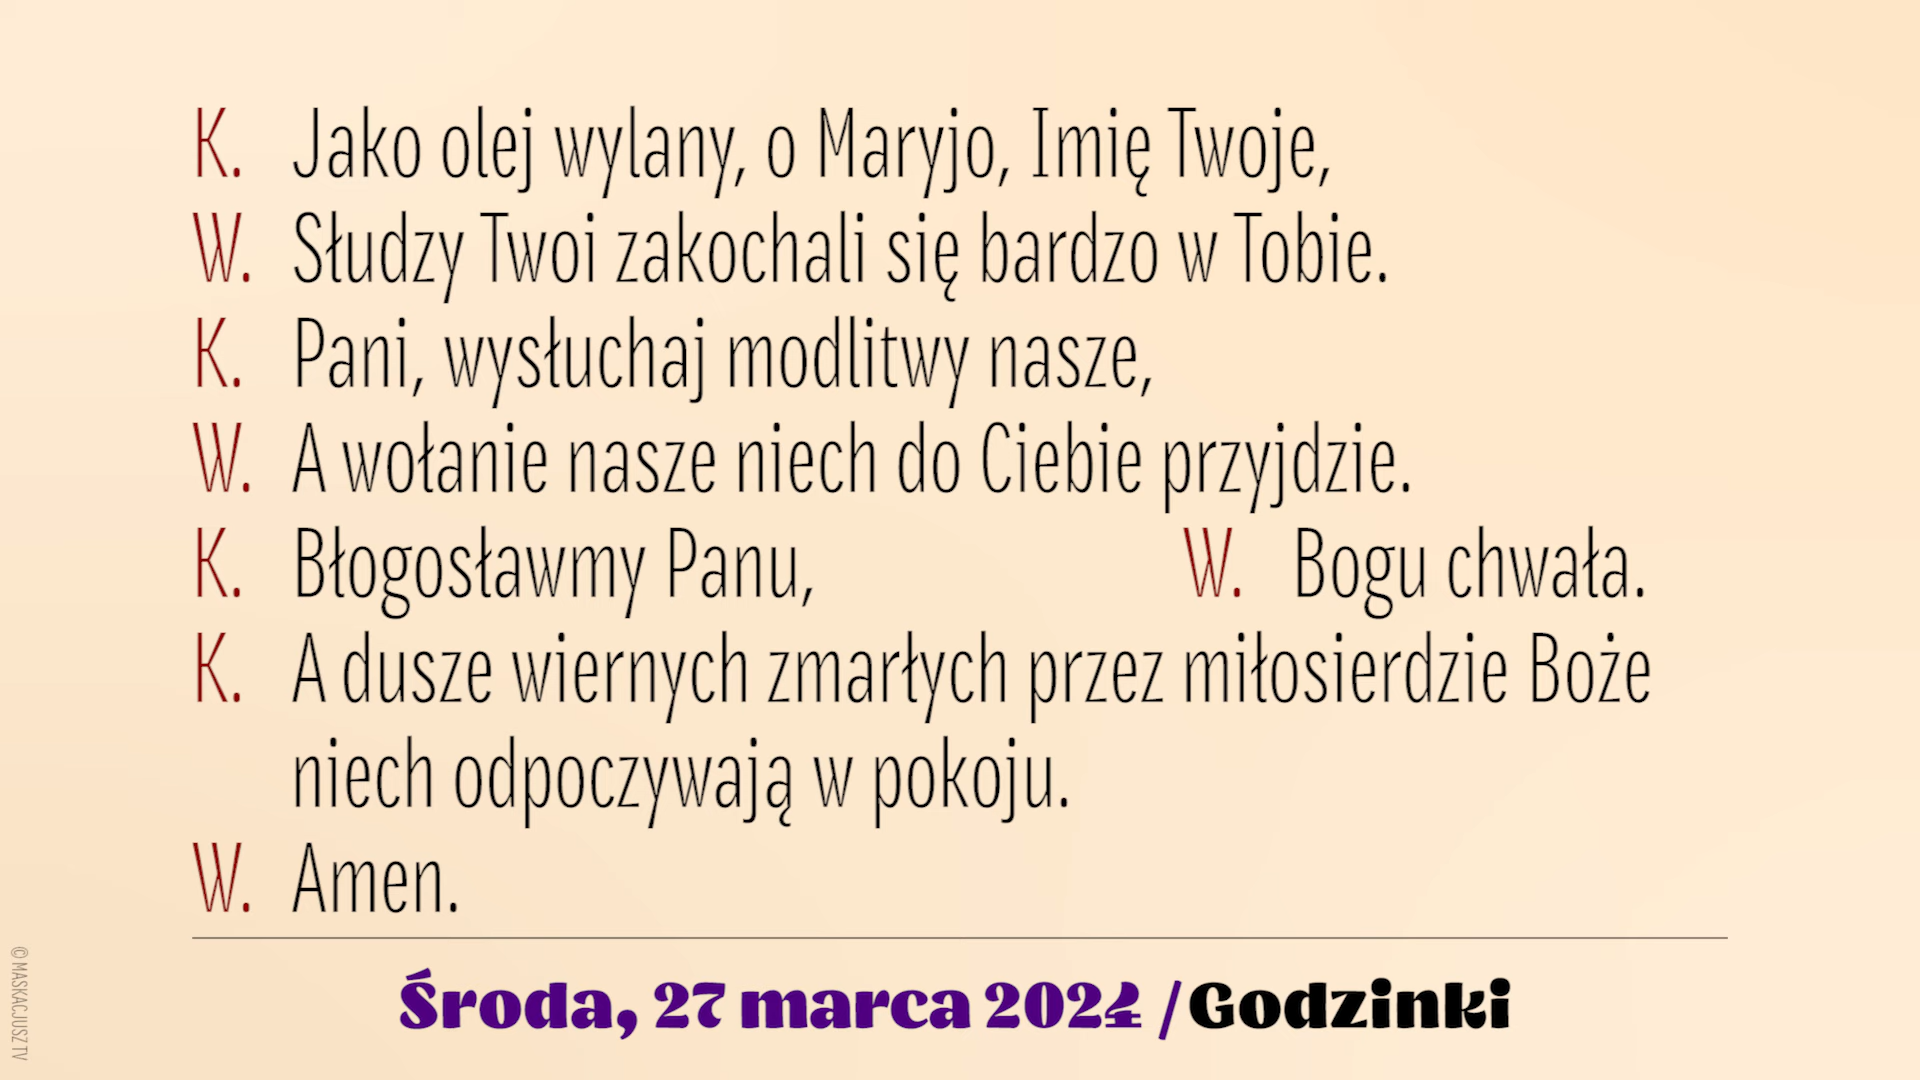 K. Jako olej wylany, o Maryjo, Imię Twoje,
W. Słudzy Twoi zakochali się bardzo w Tobie.
K. Pani, wysłuchaj modlitwy nasze,
W. A wołanie nasze niech do Ciebie przyjdzie.
K. Błogosławmy Panu, W. Bogu chwała.
K. A dusze wiernych zmarłych przez miłosierdzie Boże
niech odpoczywają w pokoju.
W. Amen.
Środa, 27 marca 2024 / Godzinki
© MASKACJUSZ TV